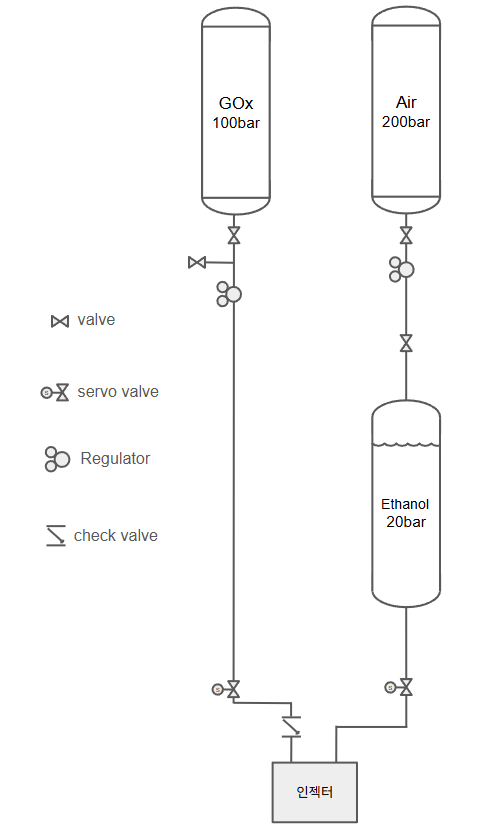 GOx
100bar
Air
200bar
valve
S servo valve
Regulator
check valve
Ethanol
20bar
S
S
인젝터